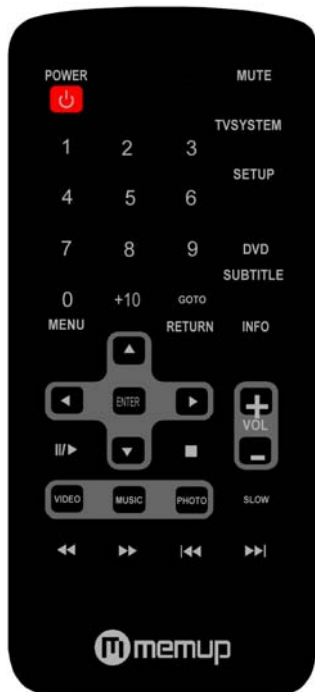 POWER MUTE
TVSYSTEM
1 2 3
SETUP
4 5 6
7 8 9 DVD
SUBTITLE
0 +10 GOTO
MENU RETURN INFO
ENTER
+
VOL
-
VIDEO MUSIC PHOTO SLOW
memup